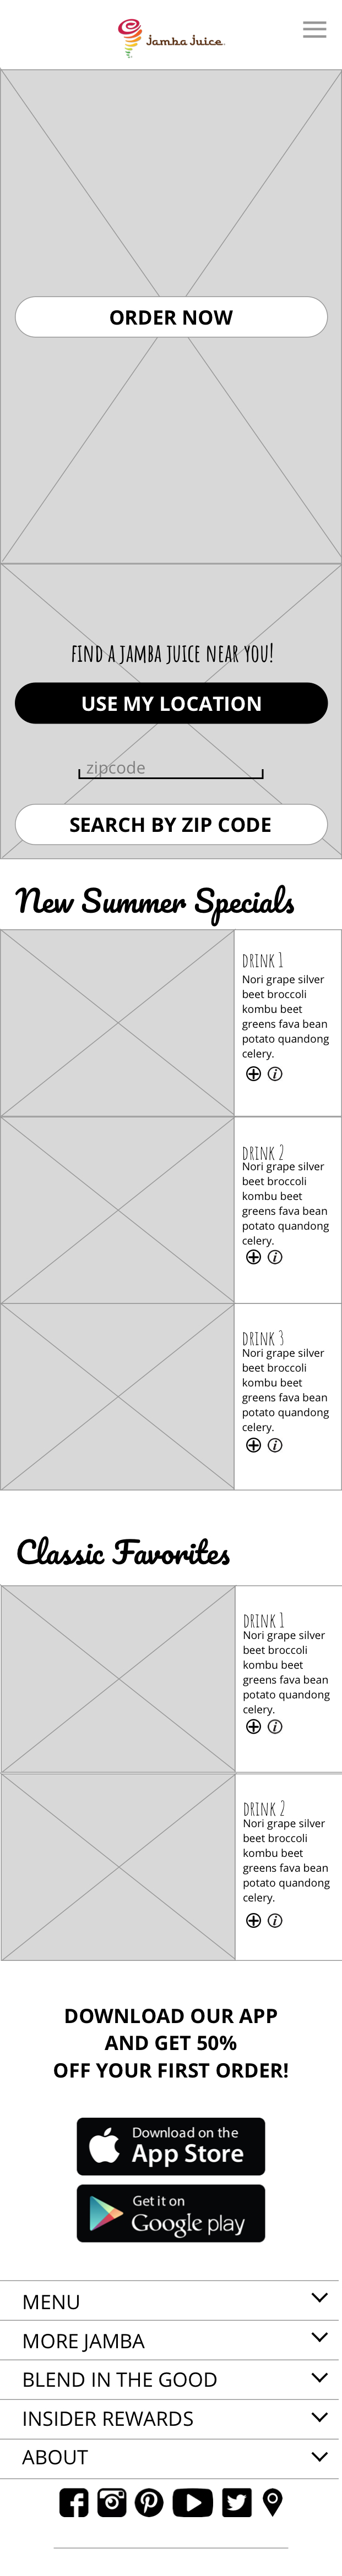 Jamba Juice
ORDER NOW
FIND A JAMBA JUICE NEAR YOU!
USE MY LOCATION
zipcode
SEARCH BY ZIP CODE
New Summer Specials
DRINK 1
Nori grape silver
beet broccoli
kombu beet
greens fava bean
potato quandong
celery.
DRINK 2
Nori grape silver
beet broccoli
kombu beet
greens fava bean
potato quandong
celery.
DRINK 3
Nori grape silver
beet broccoli
kombu beet
greens fava bean
potato quandong
celery.
Classic Favorites
DRINK 1
Nori grape silver
beet broccoli
kombu beet
greens fava bean
potato quandong
celery.
DRINK 2
Nori grape silver
beet broccoli
kombu beet
greens fava bean
potato quandong
celery.
DOWNLOAD OUR APP
AND GET 50%
OFF YOUR FIRST ORDER!
Download on the
App Store
Get it on
Google play
MENU
MORE JAMBA
BLEND IN THE GOOD
INSIDER REWARDS
ABOUT